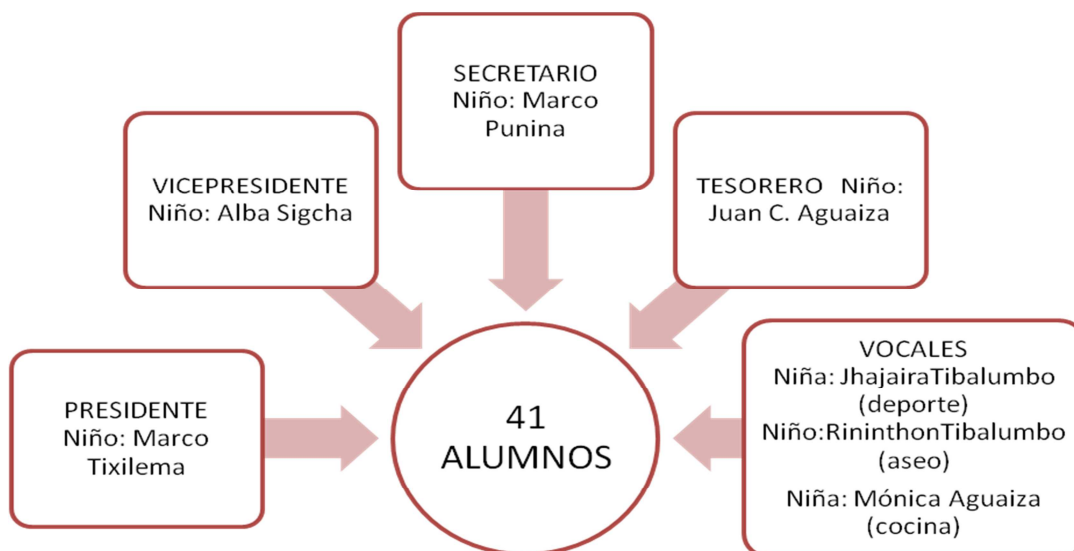 SECRETARIO
Niño: Marco
Punina
VICEPRESIDENTE
Niño: Alba Sigcha
TESORERO Niño:
Juan C. Aguaiza
PRESIDENTE
Niño: Marco
Tixilema
41
ALUMNOS
VOCALES
Niña: JhajairaTibalumbo
(deporte)
Niño:RininthonTibalumbo
(aseo)
Niña: Mónica Aguaiza
(cocina)